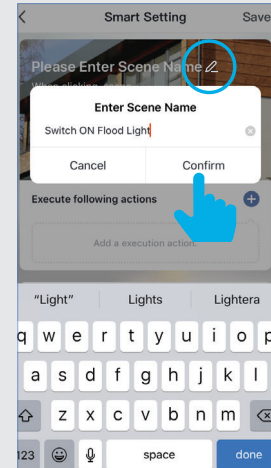 Smart Setting Save
Please Enter Scene Name
When clicking, scene
Enter Scene Name
Switch ON Flood Light
Cancel Confirm
Execute following actions
Add a execution action.
"Light" Lights Lightera
q w e r t y u i o p
a s d f g h j k l
z x c v b n m
123 space done